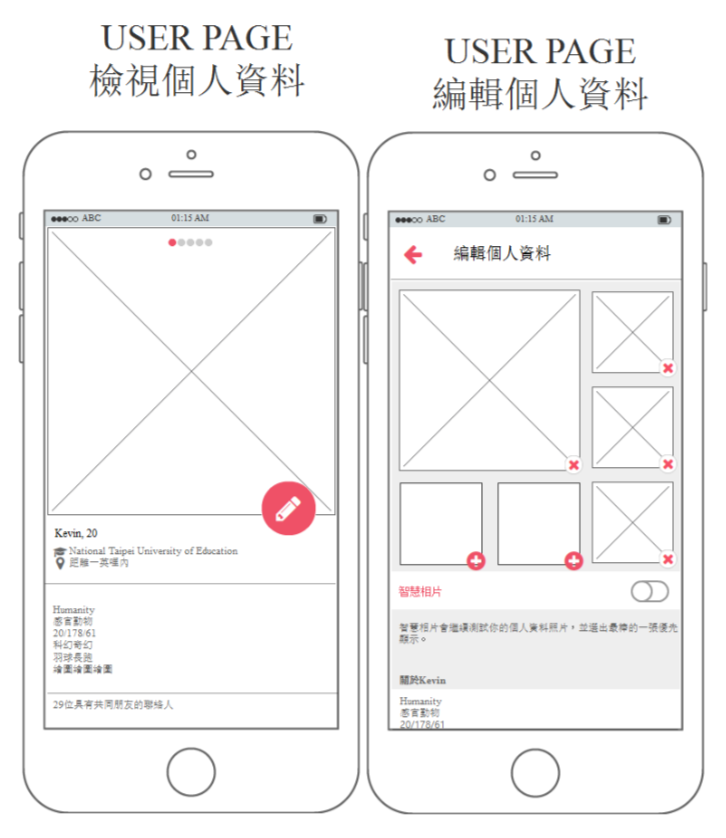 USER PAGE
檢視個人資料
ABC 01:15 AM
Kevin, 20
National Taipei University of Education
距離一英哩內
Humanity
感官動物
20/178/61
科幻奇幻
羽球長跑
繪圖繪圖繪圖
29位具有共同朋友的聯絡人
USER PAGE
編輯個人資料
ABC 01:15 AM
編輯個人資料
智慧相片
智慧相片會繼續測試你的個人資料照片，並選出最棒的一張優先
顯示。
關於Kevin
Humanity
感官動物
20/178/61